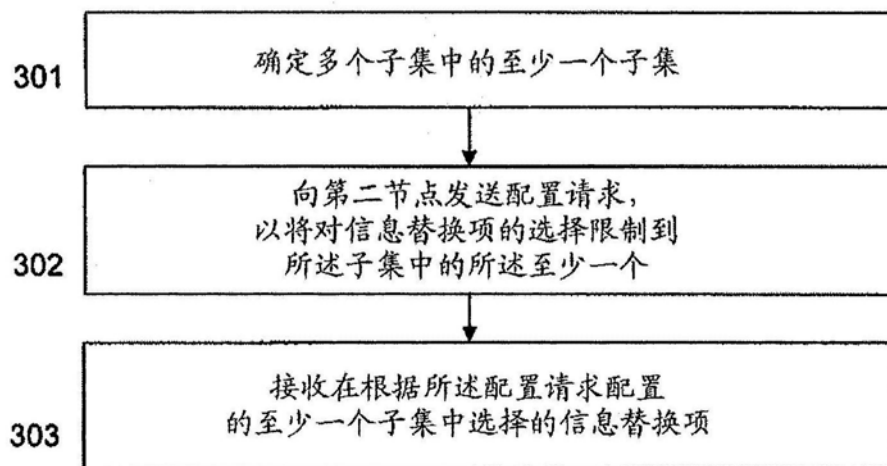 301
确定多个子集中的至少一个子集
302
向第二节点发送配置请求，
以将对信息替换项的选择限制到
所述子集中的所述至少一个
303
接收在根据所述配置请求配置
的至少一个子集中选择的信息替换项